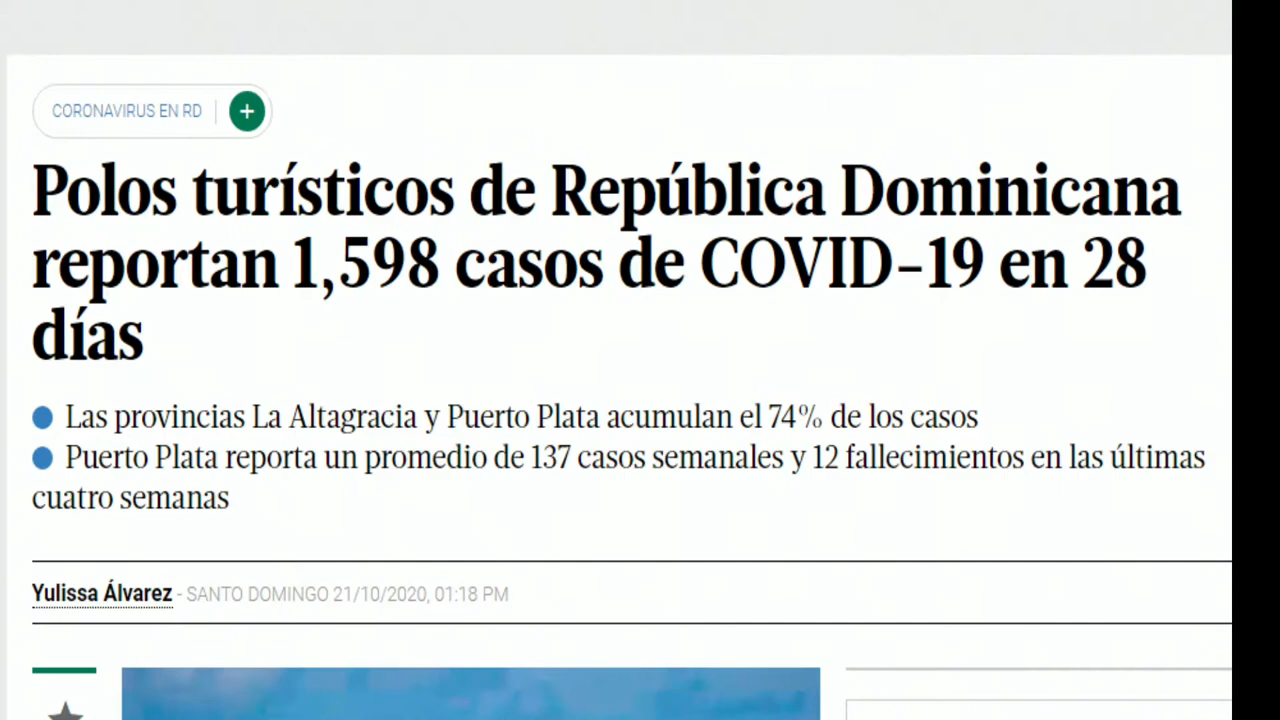 CORONAVIRUS EN RD +
Polos turísticos de República Dominicana
reportan 1,598 casos de COVID-19 en 28
días
Las provincias La Altagracia y Puerto Plata acumulan el 74% de los casos
Puerto Plata reporta un promedio de 137 casos semanales y 12 fallecimientos en las últimas
cuatro semanas
Yulissa Álvarez - SANTO DOMINGO 21/10/2020, 01:18 PM